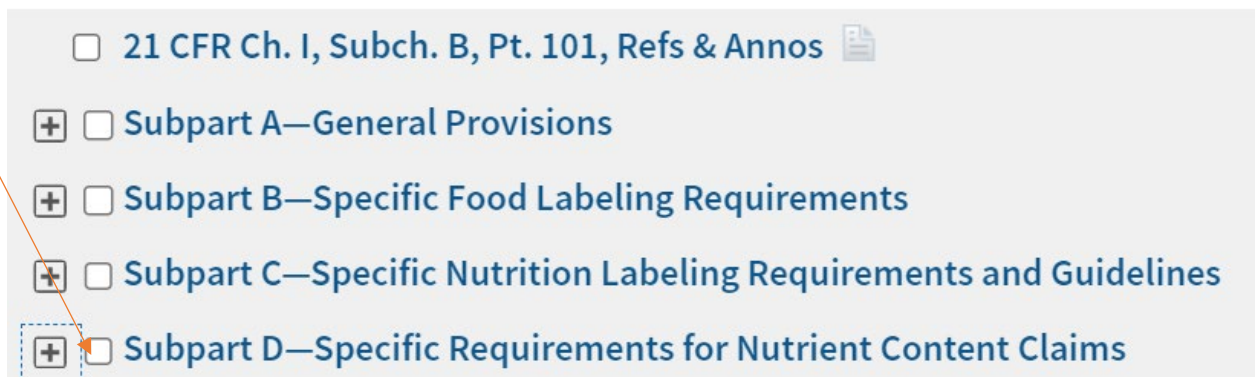 21 CFR Ch. I, Subch. B, Pt. 101, Refs & Annos
Subpart A—General Provisions
Subpart B—Specific Food Labeling Requirements
Subpart C—Specific Nutrition Labeling Requirements and Guidelines
Subpart D—Specific Requirements for Nutrient Content Claims